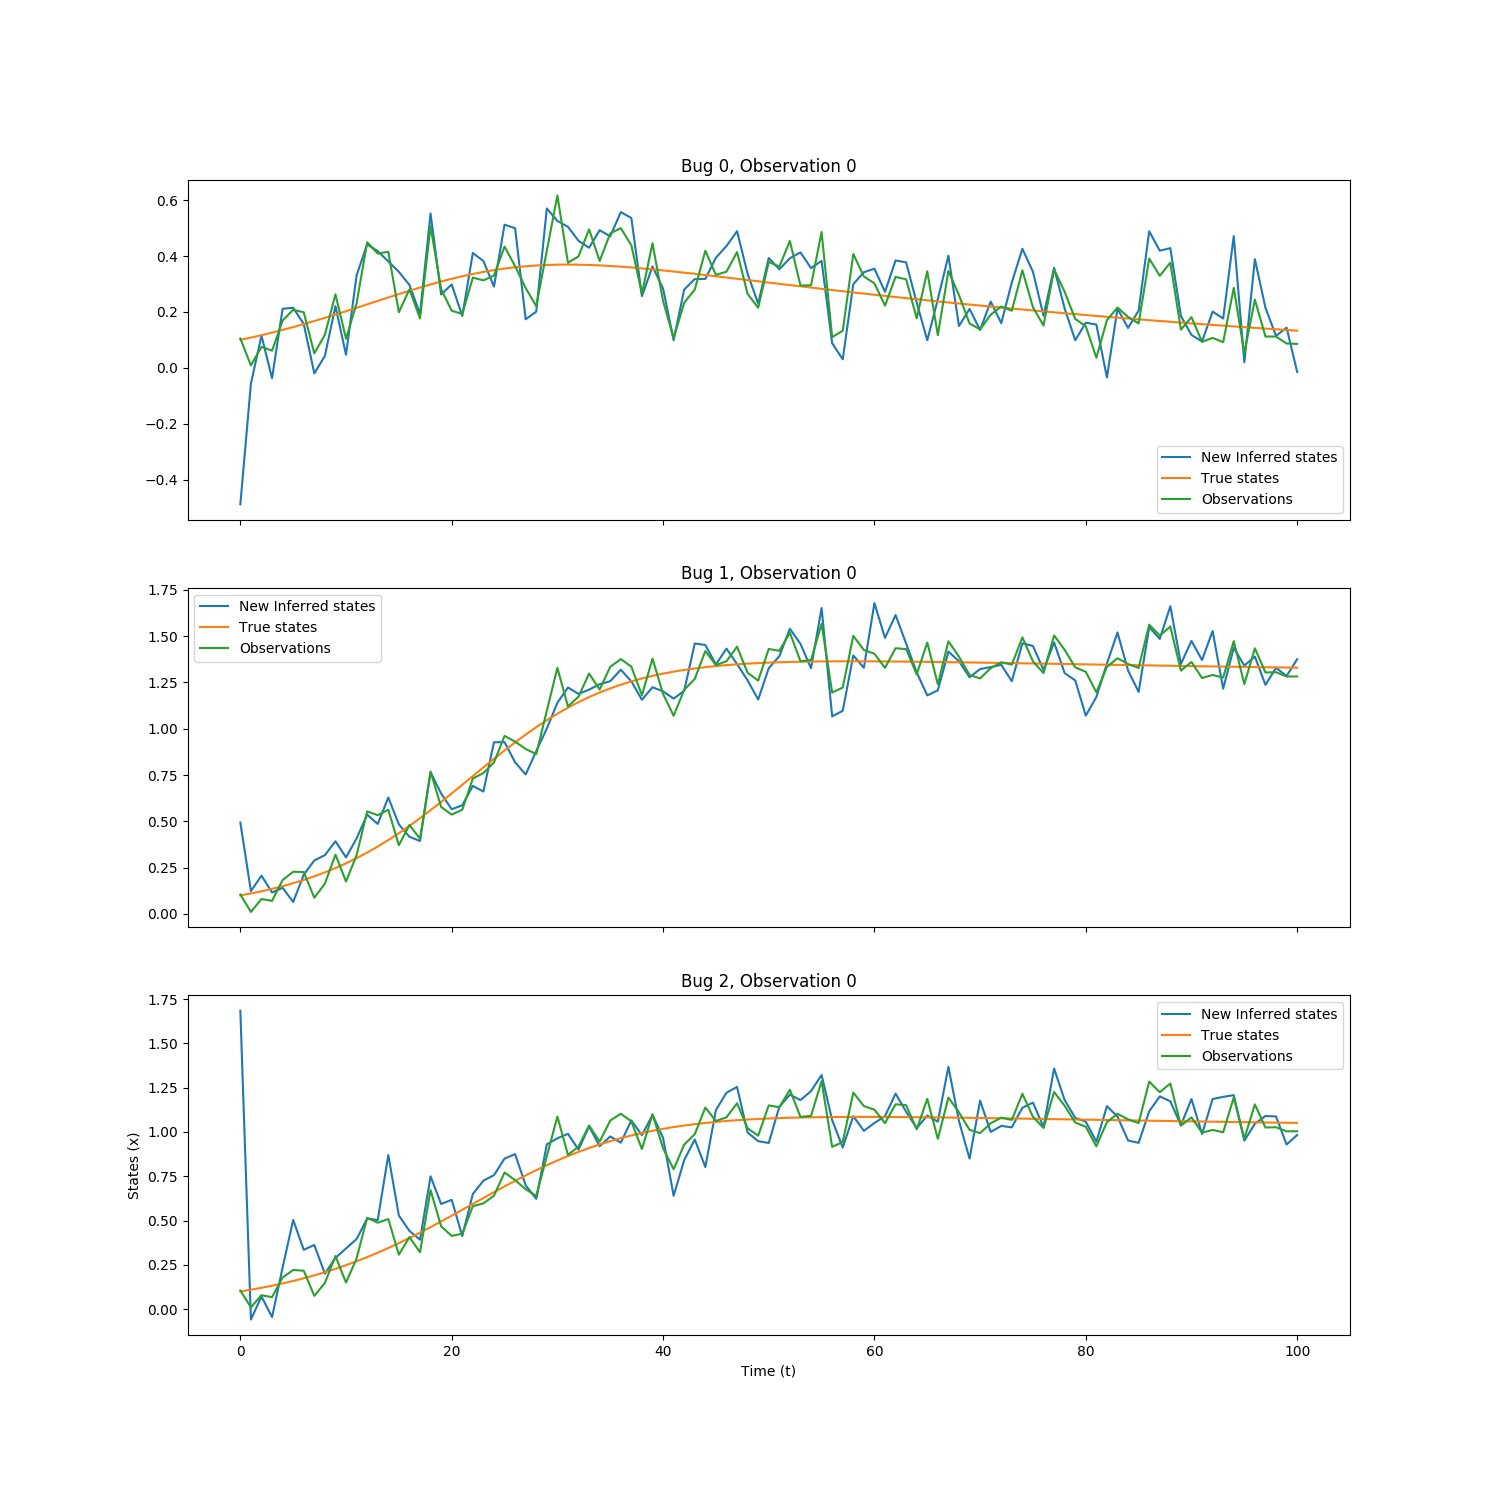 Bug 0, Observation 0
0.6
0.4
0.2
0.0
−0.2
−0.4
New Inferred states
True states
Observations
Bug 1, Observation 0
1.75
1.50
1.25
1.00
0.75
0.50
0.25
0.00
New Inferred states
True states
Observations
Bug 2, Observation 0
1.75
1.50
1.25
1.00
0.75
0.50
0.25
0.00
States (x)
New Inferred states
True states
Observations
0 20 40 60 80 100
Time (t)